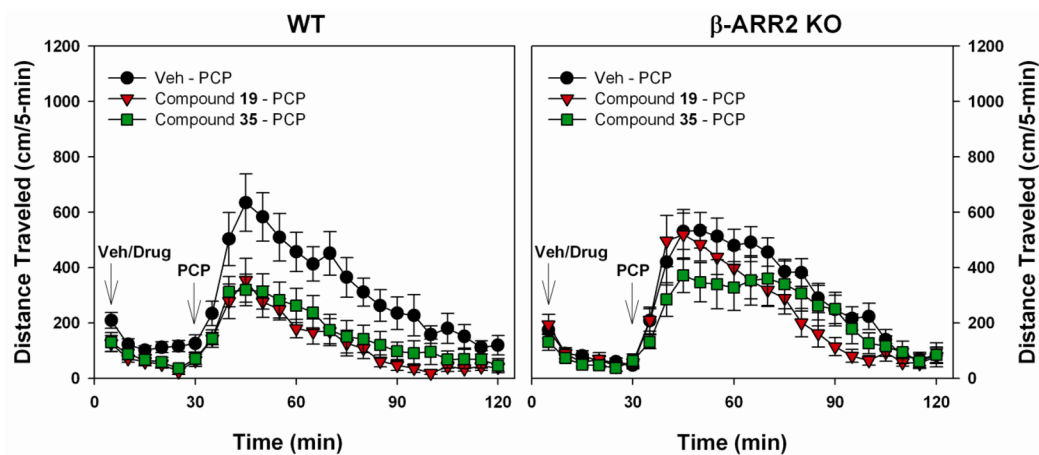 WT
β-ARR2 KO
1200
1000
800
600
400
200
0
Distance Traveled (cm/5-min)
Veh - PCP
Compound 19 - PCP
Compound 35 - PCP
Veh/Drug
PCP
0 30 60 90 120
Time (min)
Veh - PCP
Compound 19 - PCP
Compound 35 - PCP
Veh/Drug
PCP
0 30 60 90 120
Time (min)
1200
1000
800
600
400
200
0
Distance Traveled (cm/5-min)